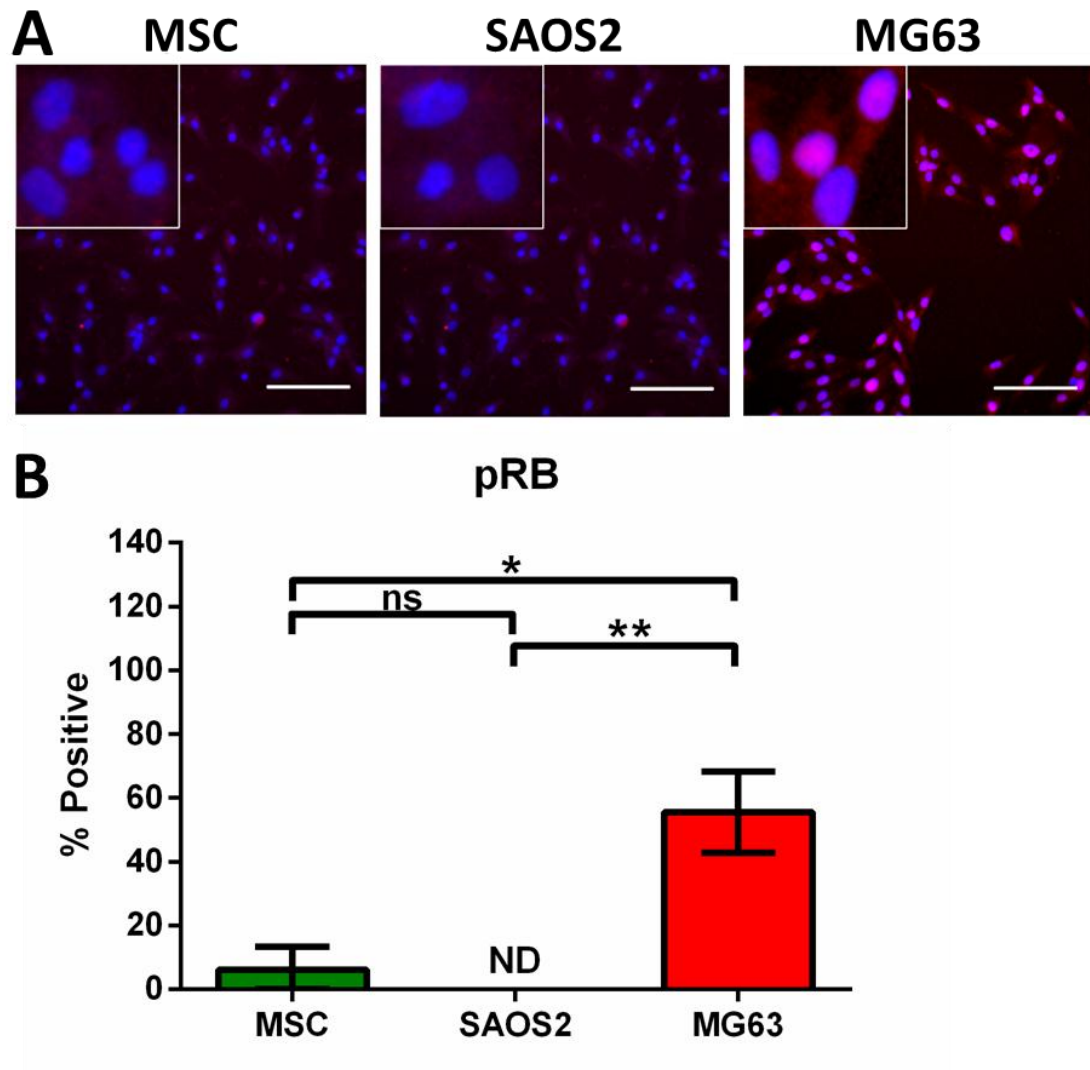 A
MSC
SAOS2
MG63
B
pRB
140
120
100
80
60
40
20
0
% Positive
*
ns
**
ND
MSC
SAOS2
MG63